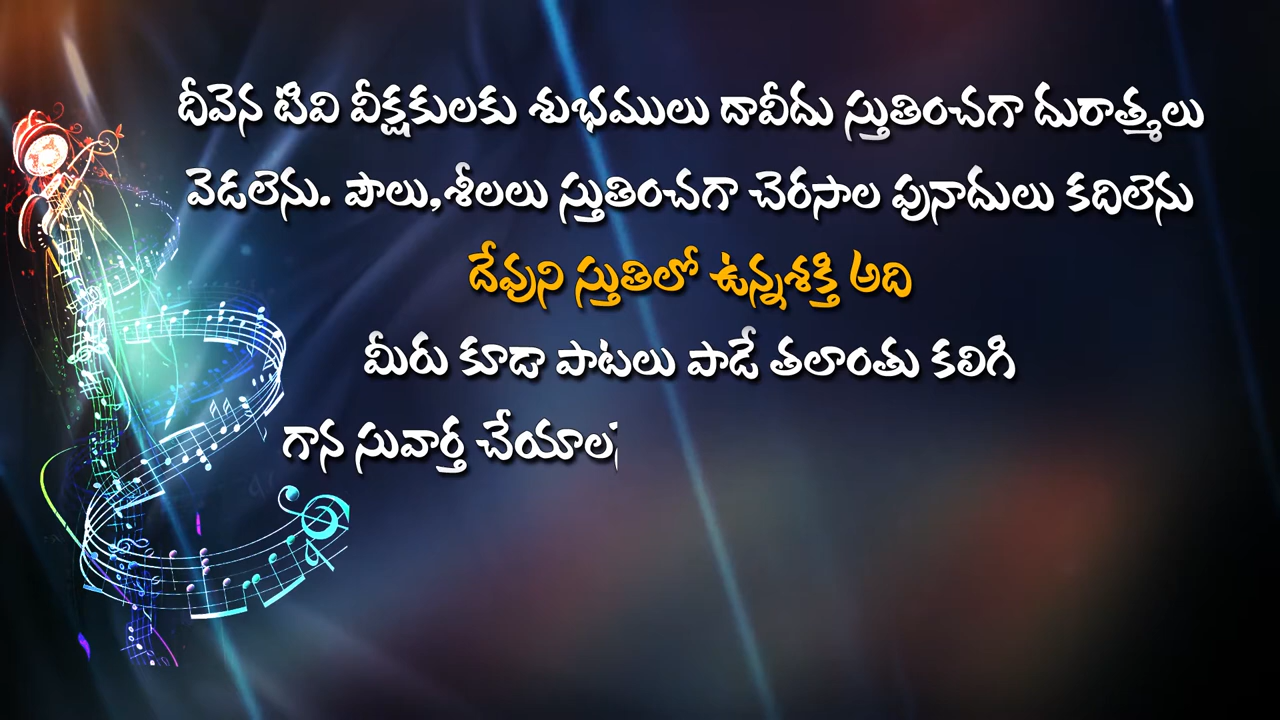 దీవెన టివి వీక్షకులకు శుభములు దావీదు స్తుతించగా దురాత్మలు
వెడలెను. పౌలు,శీలలు స్తుతించగా చెరసాల పునాదులు కదిలెను
దేవుని స్తుతిలో ఉన్నశక్తి అది
మీరు కూడా పాటలు పాడే తలాంతు కలిగి
గాన సువార్త